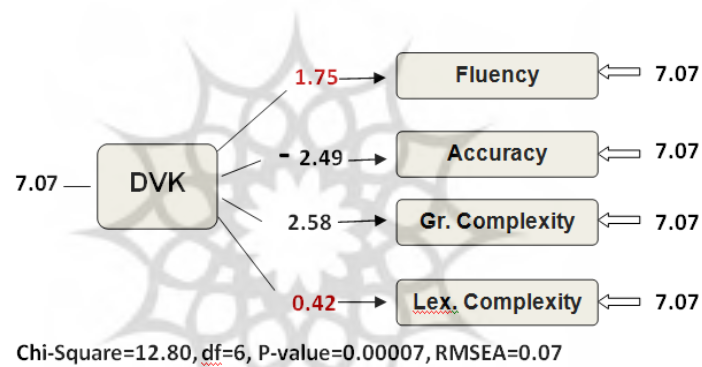 1.75 Fluency 7.07
- 2.49 Accuracy 7.07
7.07 DVK
2.58 Gr. Complexity 7.07
0.42 Lex. Complexity 7.07
Chi-Square=12.80, df=6, P-value=0.00007, RMSEA=0.07